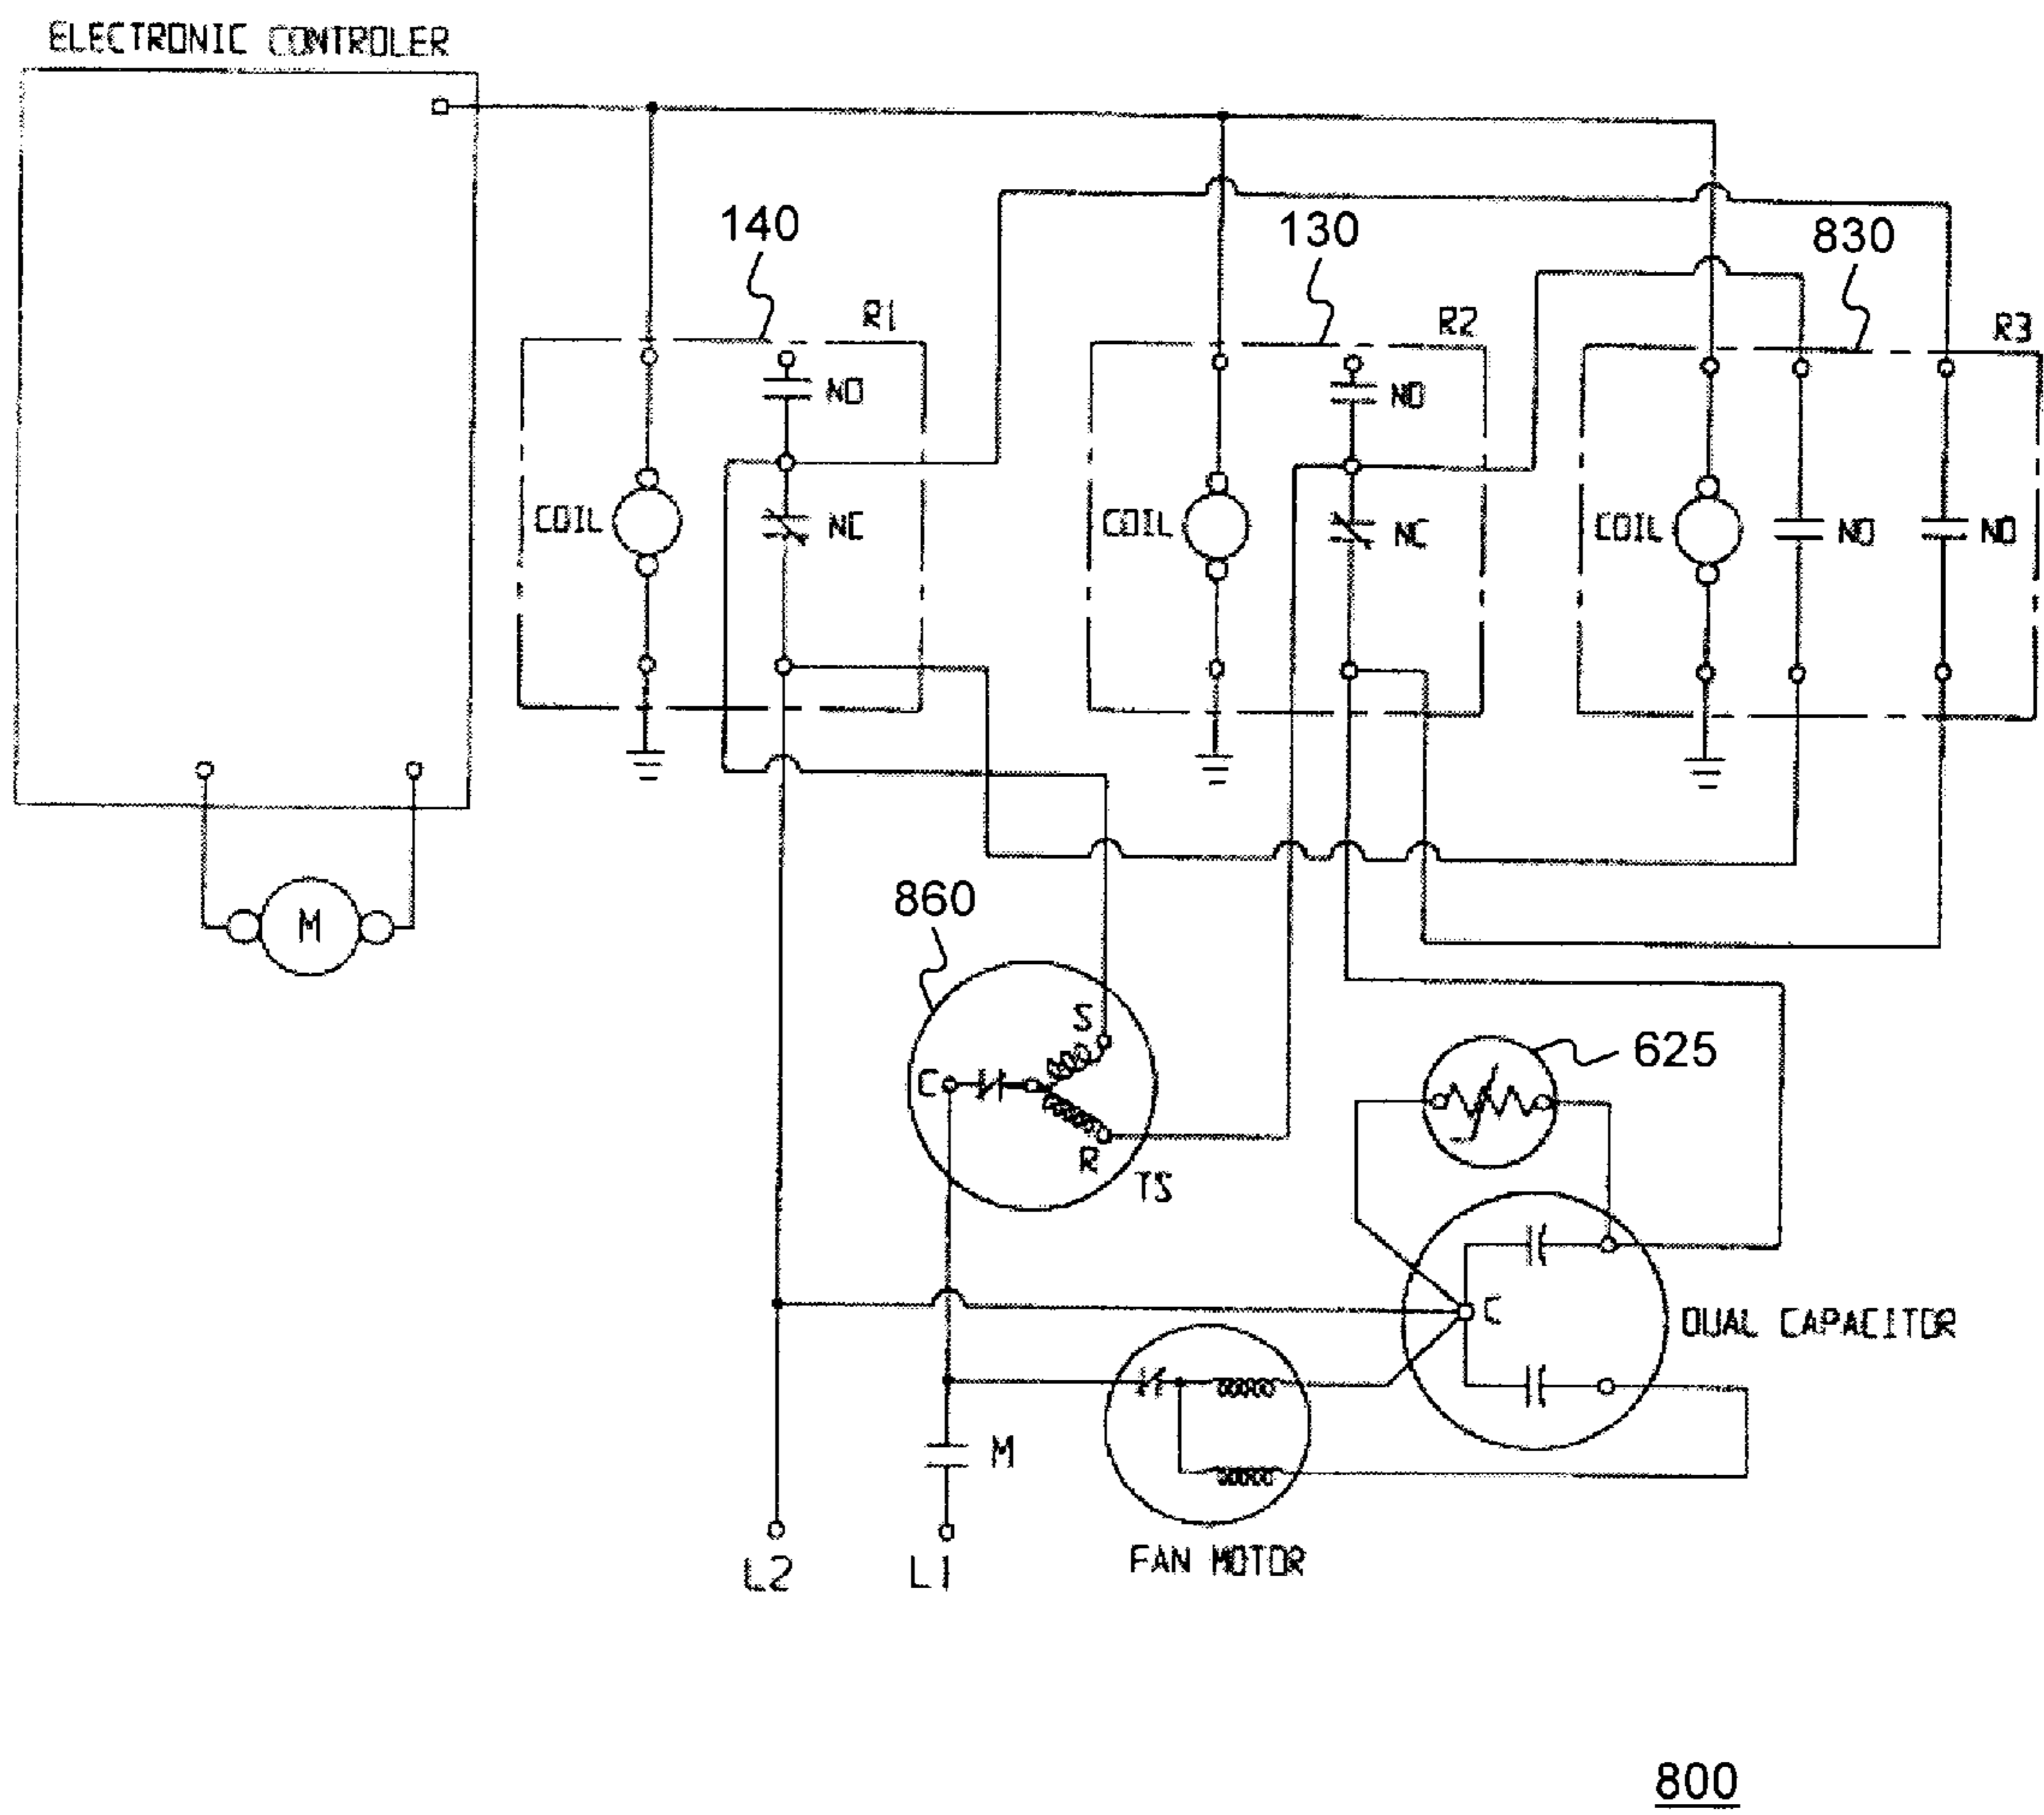 ELECTRONIC CONTROLER
140
130
830
R1
R2
R3
NO
NO
COIL
NC
COIL
NC
COIL
NO
NO
M
860
S
C
R
TS
625
C
DUAL CAPACITOR
M
L2
L1
FAN MOTOR
800